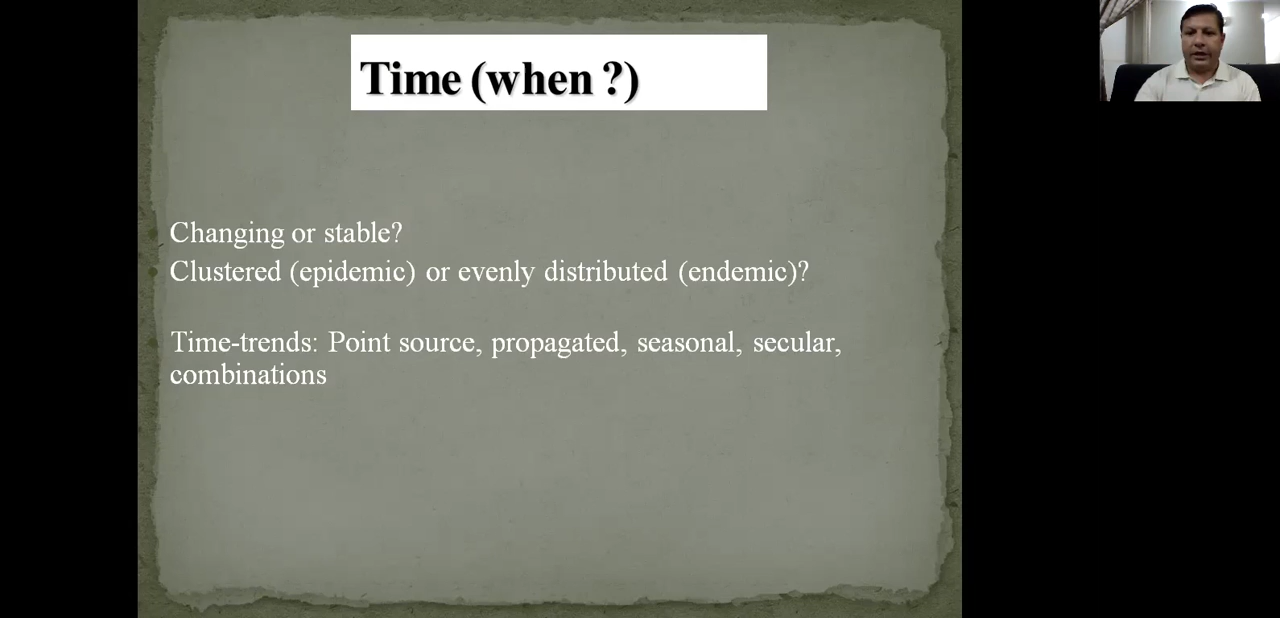 Time (when ?)
Changing or stable?
Clustered (epidemic) or evenly distributed (endemic)?
Time-trends: Point source, propagated, seasonal, secular,
combinations